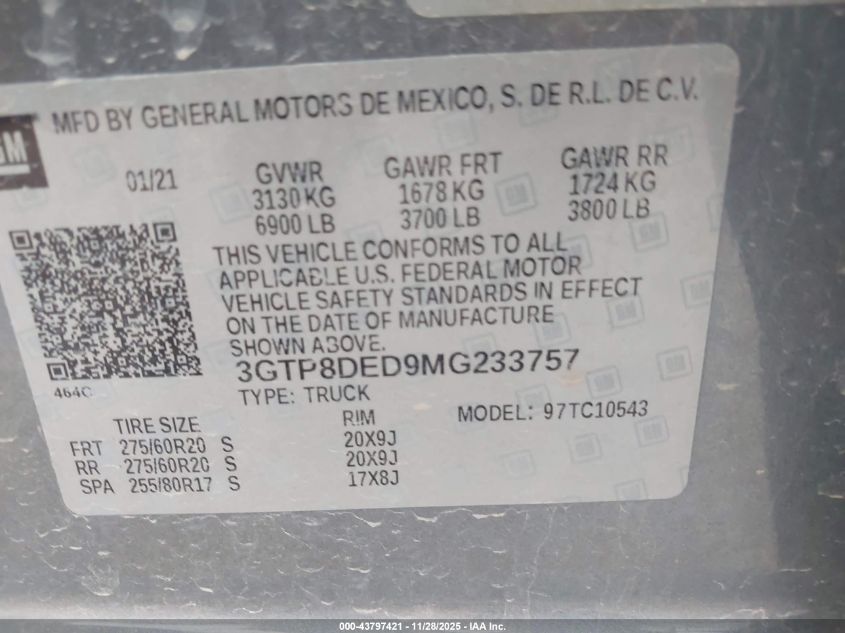 MFD BY GENERAL MOTORS DE MEXICO, S. DE R.L. DE C.V.
GM
01/21
GVWR GAWR FRT GAWR RR
3130 KG 1678 KG 1724 KG
6900 LB 3700 LB 3800 LB
THIS VEHICLE CONFORMS TO ALL
APPLICABLE U.S. FEDERAL MOTOR
VEHICLE SAFETY STANDARDS IN EFFECT
ON THE DATE OF MANUFACTURE
SHOWN ABOVE.
3GTP8DED9MG233757
464C
TYPE: TRUCK
TIRE SIZE RIM MODEL: 97TC10543
FRT 275/60R20 S 20X9J
RR 275/60R20 S 20X9J
SPA 255/80R17 S 17X8J
000-43797421 - 11/28/2025 - IAA Inc.